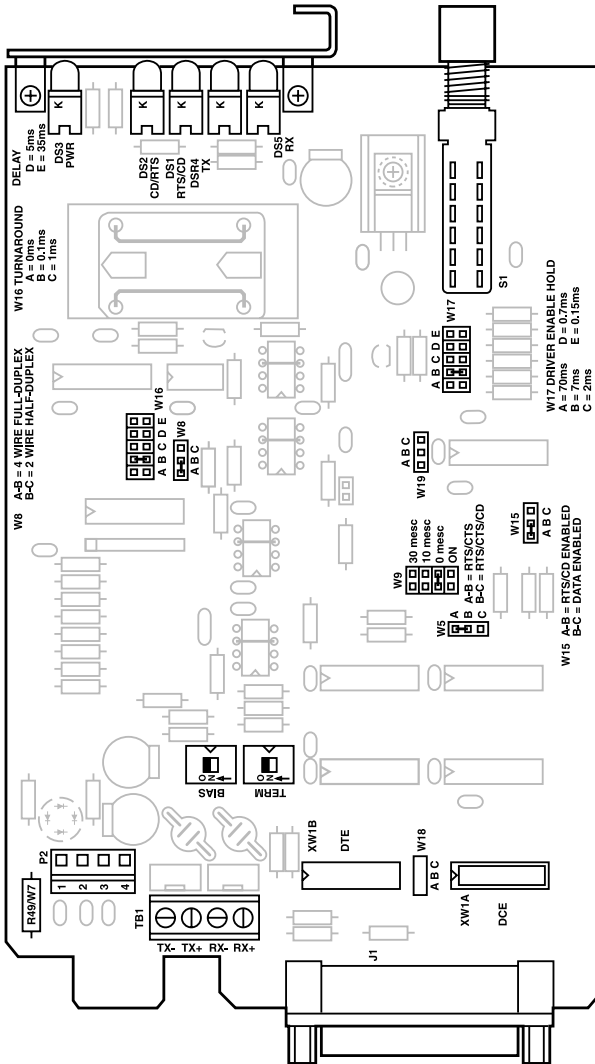 DELAY
D = 5ms
E = 35ms
K
DS3
PWR
K
DS2
CD/RTS
K
DS1
RTS/CD
K
DSR4
TX
K
DS5
RX
W16 TURNAROUND
A = 0ms
B = 0.1ms
C = 1ms
S1
W8
A-B = 4 WIRE FULL-DUPLEX
B-C = 2 WIRE HALF-DUPLEX
W16
A B C D E
W8
A B C
W17
A B C D E
W17 DRIVER ENABLE HOLD
A = 70ms
B = 7ms
C = 2ms
D = 0.7ms
E = 0.15ms
W19
A B C
W9
30 mesc
10 mesc
0 mesc
ON
W15
A B C
W5
A
B
C
A-B = RTS/CTS
B-C = RTS/CTS/CD
W15
A-B = RTS/CD ENABLED
B-C = DATA ENABLED
ON
BIAS
ON
TERM
P2
1
2
3
4
R49/W7
XW1B
DTE
W18
A B C
XW1A
DCE
TB1
TX- TX+ RX- RX+
J1